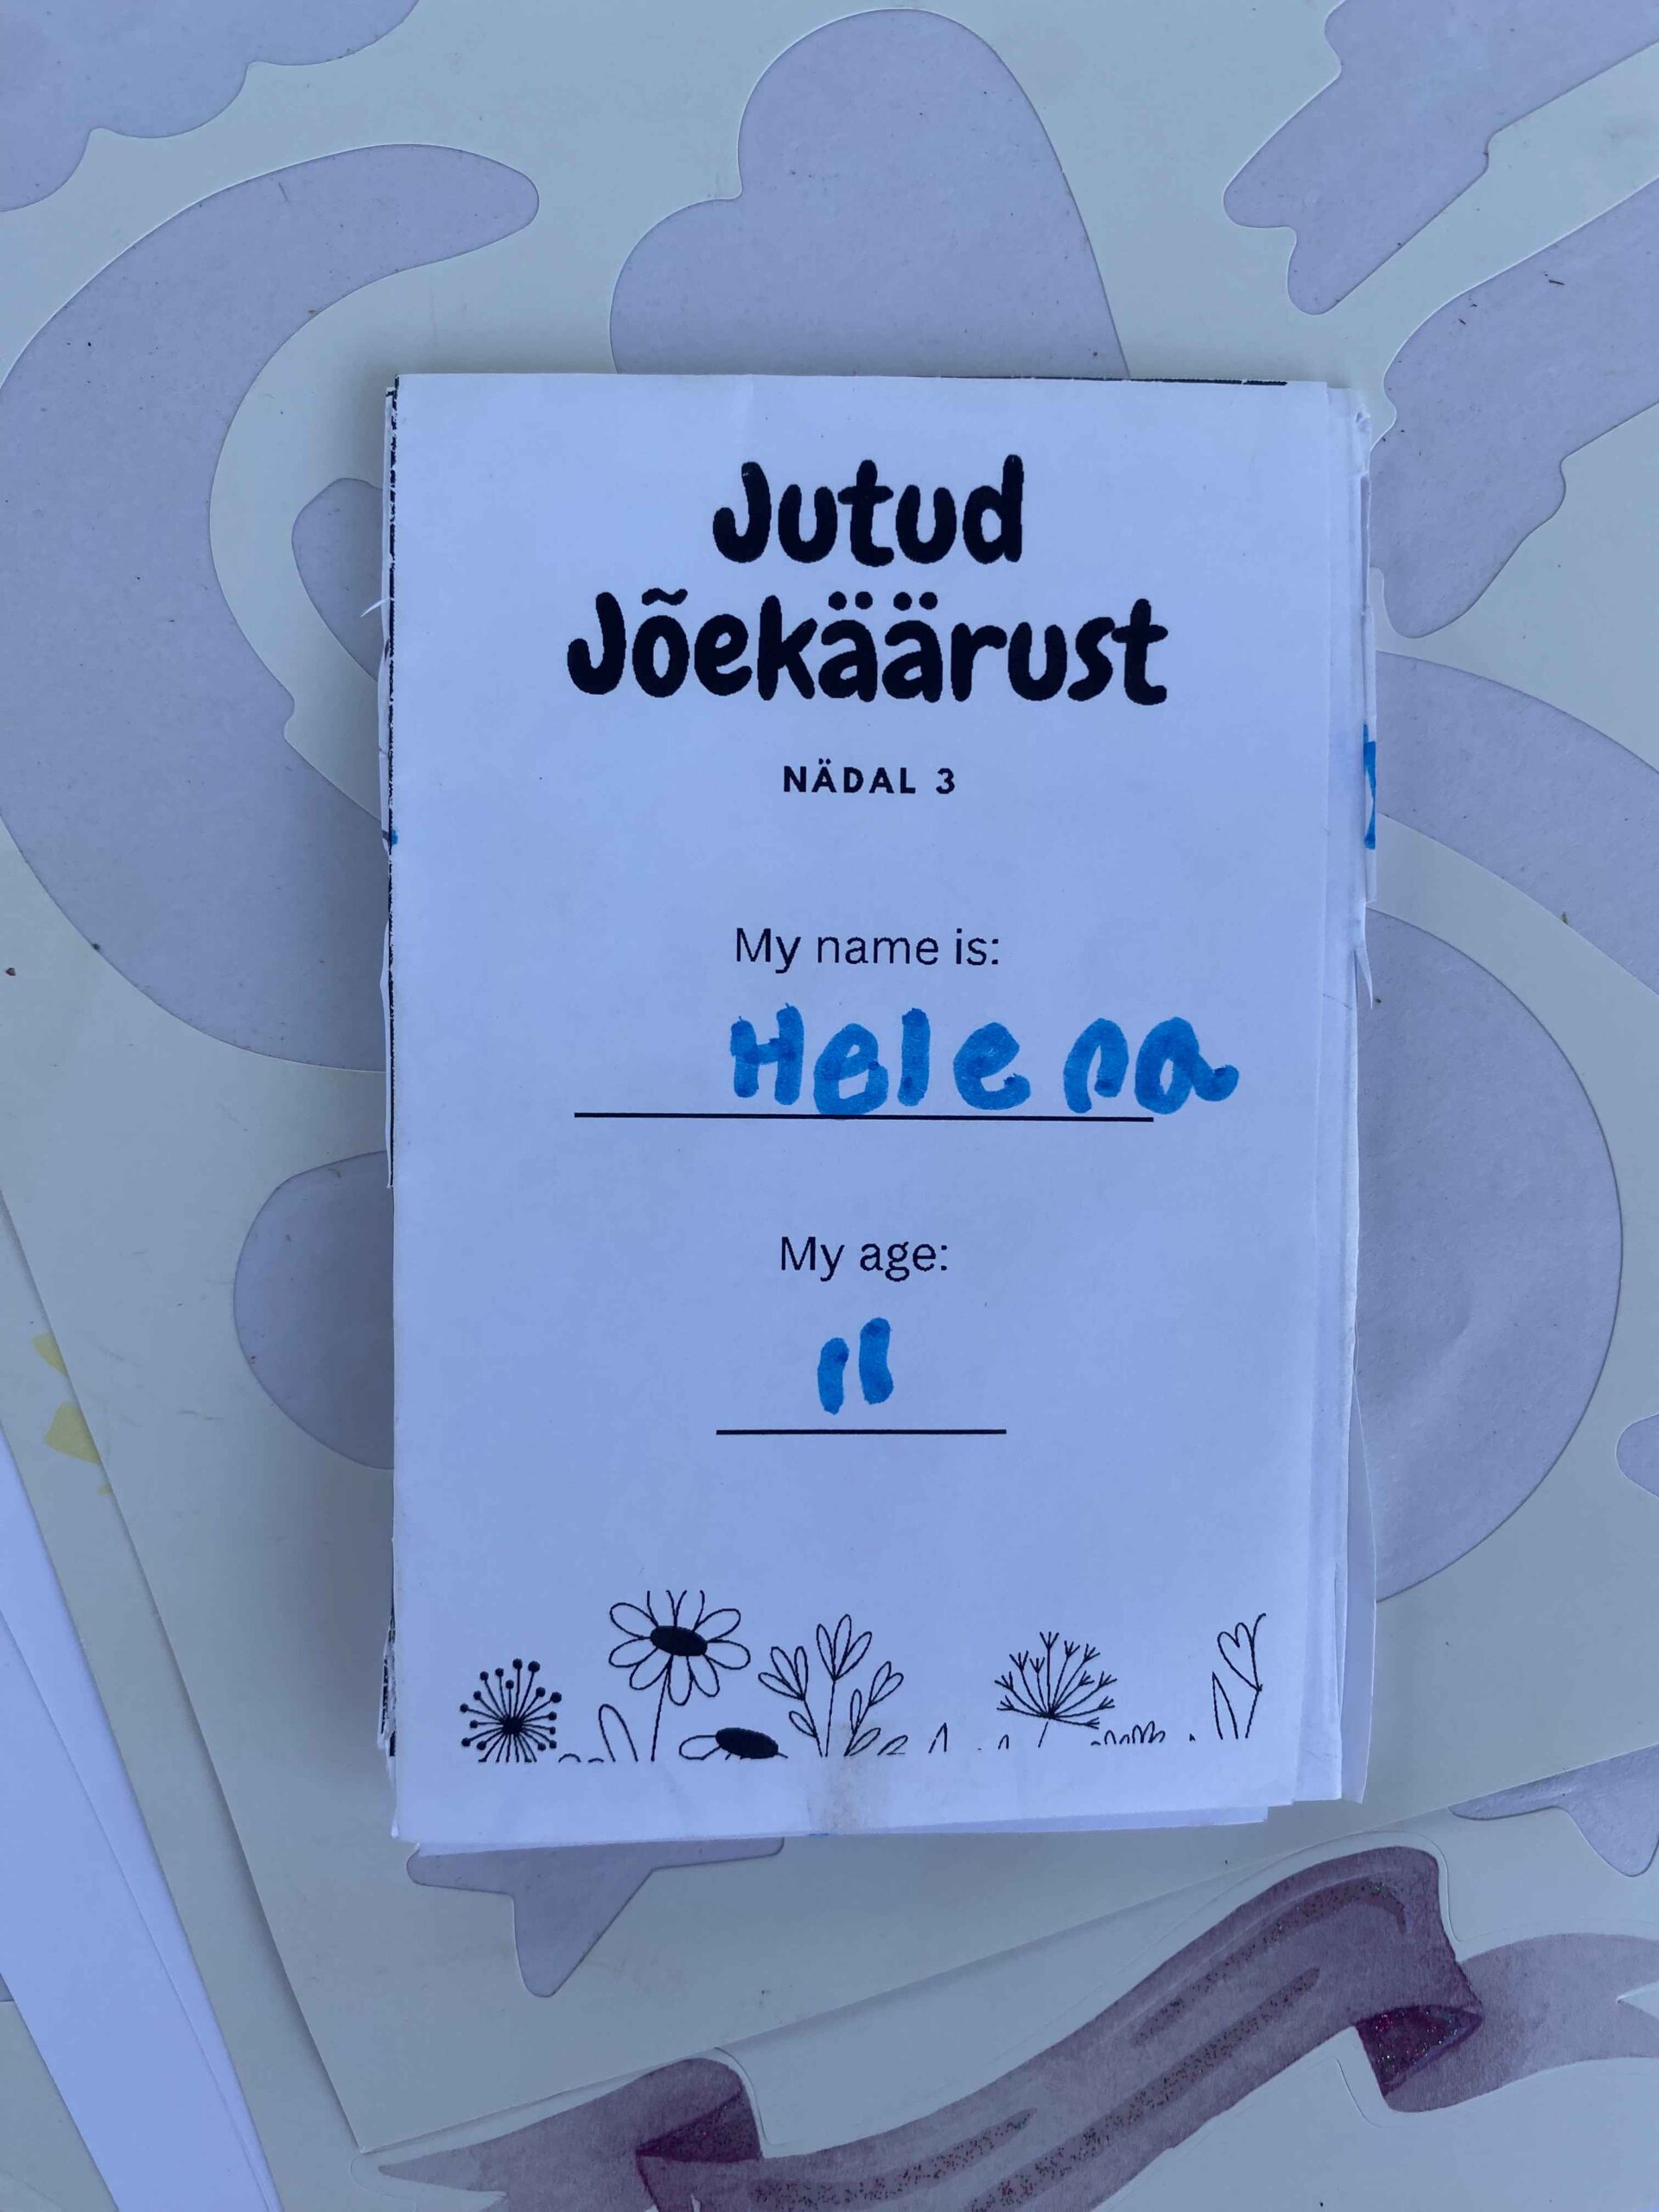 Jutud
Jõekäärust
NÄDAL 3
My name is:
Helena
My age:
11